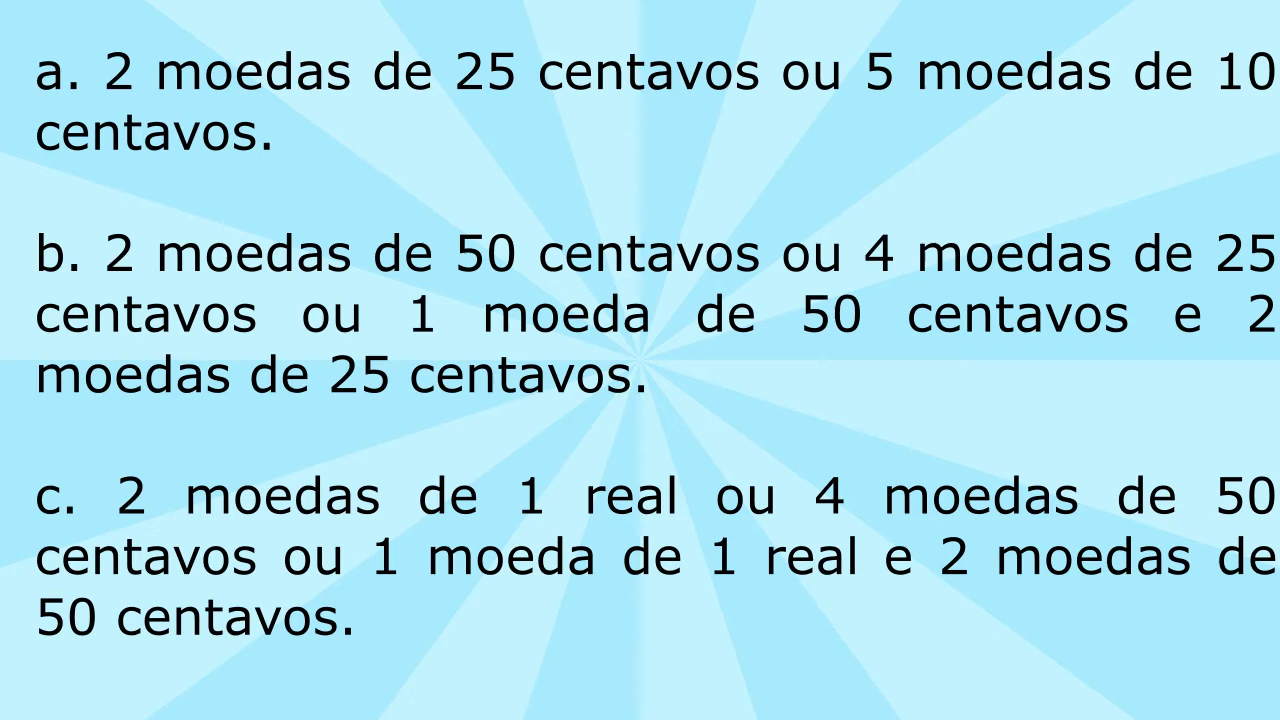 a. 2 moedas de 25 centavos ou 5 moedas de 10
centavos.
b. 2 moedas de 50 centavos ou 4 moedas de 25
centavos ou 1 moeda de 50 centavos e 2
moedas de 25 centavos.
c. 2 moedas de 1 real ou 4 moedas de 50
centavos ou 1 moeda de 1 real e 2 moedas de
50 centavos.